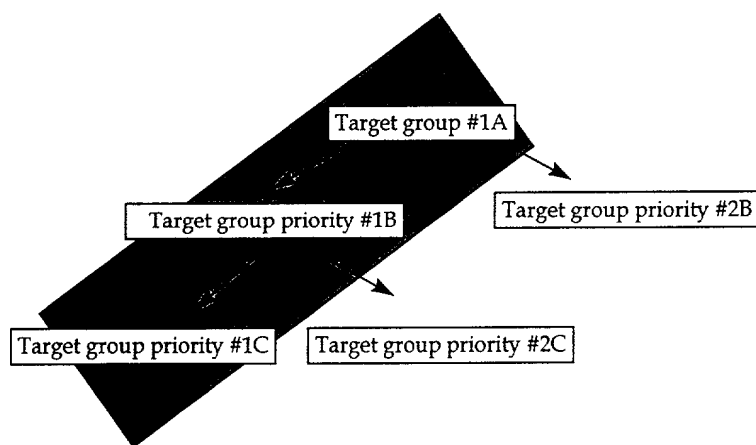 Target group #1A
Target group priority #2B
Target group priority #1B
Target group priority #1C
Target group priority #2C